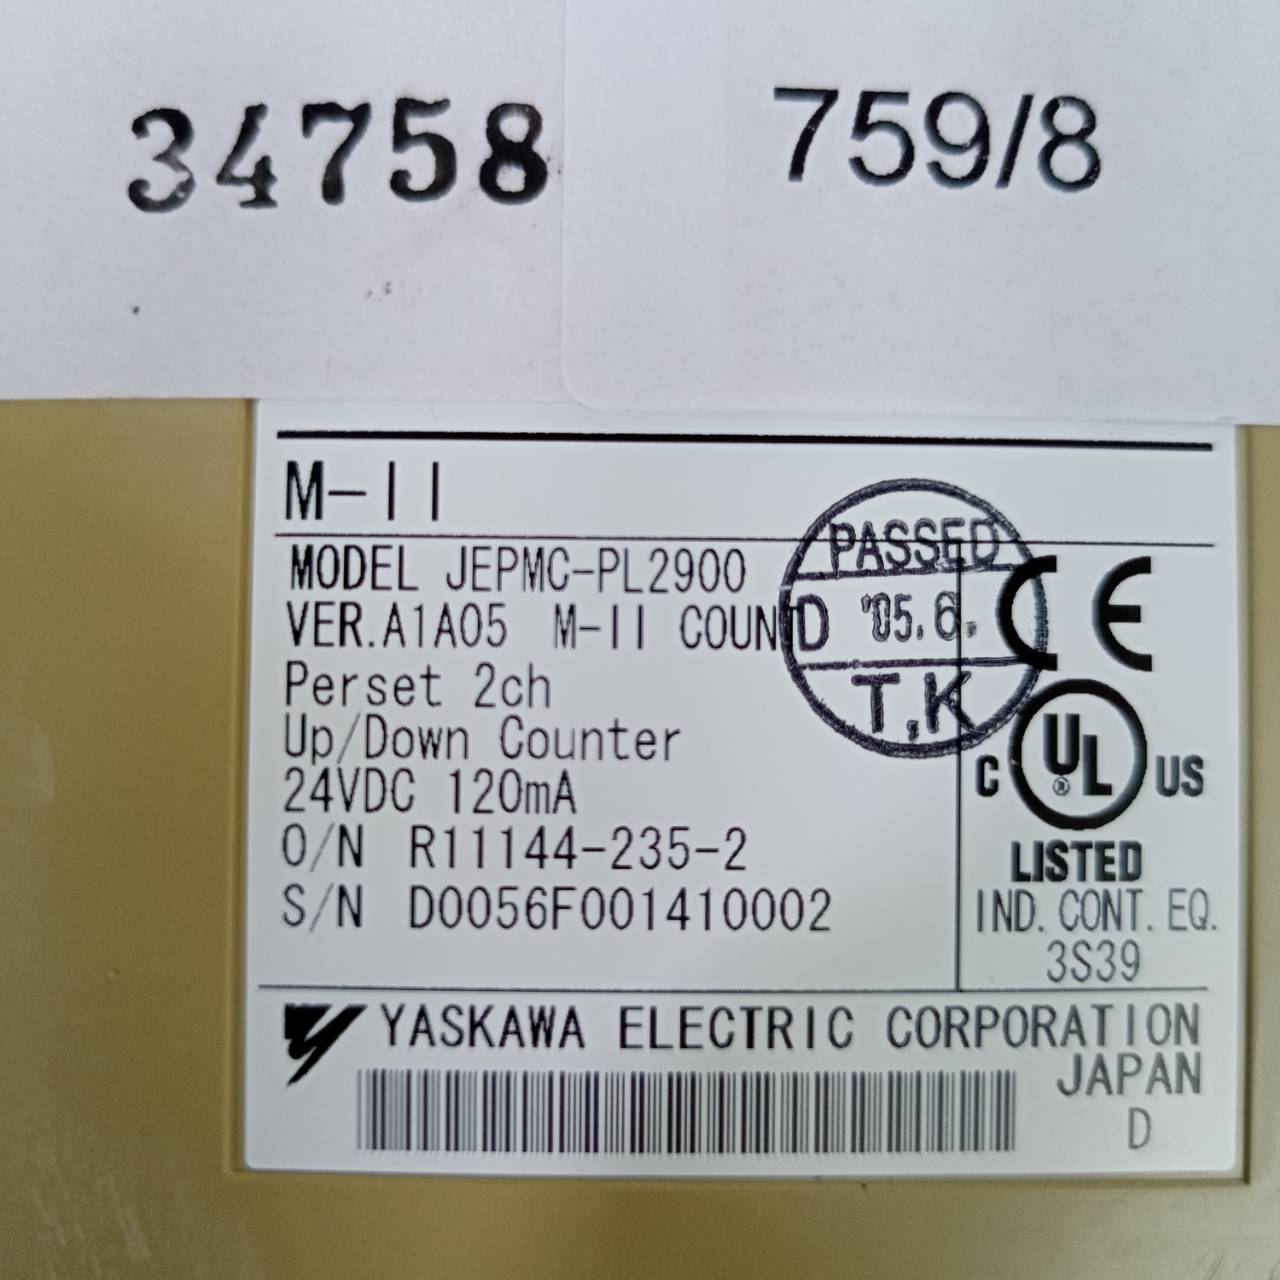 34758
759/8
M-II
MODEL JEPMC-PL2900
VER.A1A05 M-II COUN
PASSED
D '05.6.
T,K
Perset 2ch
Up/Down Counter
24VDC 120mA
O/N R11144-235-2
S/N D0056F001410002
CE
C UL® US
LISTED
IND. CONT. EQ.
3S39
YASKAWA ELECTRIC CORPORATION
JAPAN
D